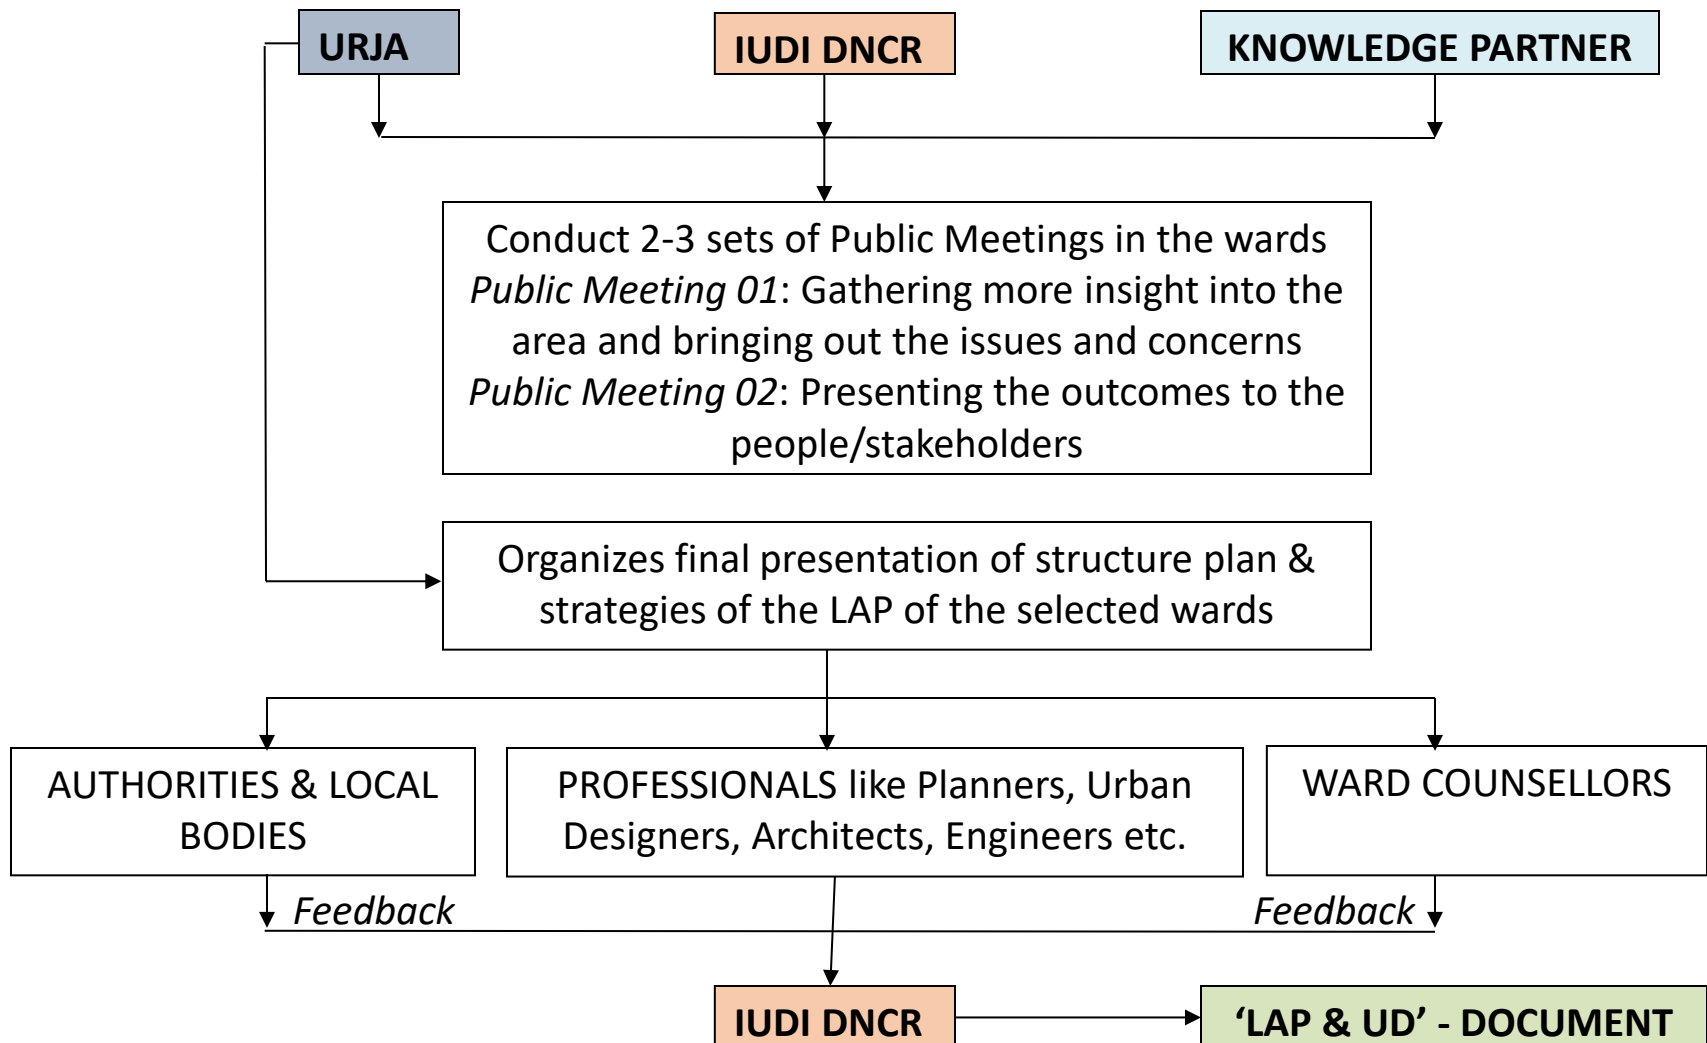 URJA
IUDI DNCR
KNOWLEDGE PARTNER
Conduct 2-3 sets of Public Meetings in the wards
Public Meeting 01: Gathering more insight into the
area and bringing out the issues and concerns
Public Meeting 02: Presenting the outcomes to the
people/stakeholders
Organizes final presentation of structure plan &
strategies of the LAP of the selected wards
AUTHORITIES & LOCAL
BODIES
PROFESSIONALS like Planners, Urban
Designers, Architects, Engineers etc.
WARD COUNSELLORS
Feedback
Feedback
IUDI DNCR
‘LAP & UD’ - DOCUMENT